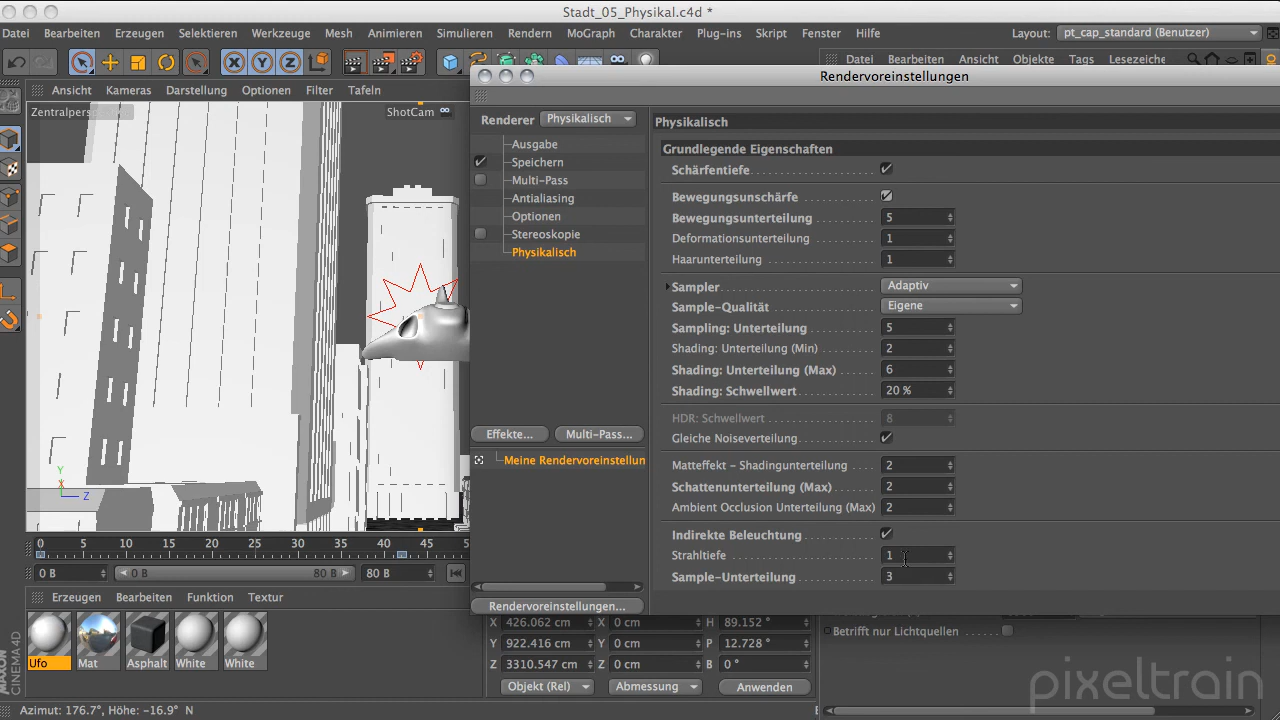 Stadt_05_Physikal.c4d *
Datei Bearbeiten Erzeugen Selektieren Werkzeuge Mesh Animieren Simulieren Rendern MoGraph Charakter Plug-ins Skript Fenster Hilfe Layout: pt_cap_standard (Benutzer)
X Y Z
Datei Bearbeiten Ansicht Objekte Tags Lesezeiche
Ansicht Kameras Darstellung Optionen Filter Tafeln
Rendervoreinstellungen
Zentralpers
ShotCam
Renderer Physikalisch
Physikalisch
Ausgabe
Speichern
Multi-Pass
Antialiasing
Optionen
Stereoskopie
Physikalisch
Grundlegende Eigenschaften
Schärfentiefe
Bewegungsunschärfe
Bewegungsunterteilung 5
Deformationsunterteilung 1
Haarunterteilung 1
Sampler Adaptiv
Sample-Qualität Eigene
Sampling: Unterteilung 5
Shading: Unterteilung (Min) 2
Shading: Unterteilung (Max) 6
Shading: Schwellwert 20 %
HDR: Schwellwert 8
Gleiche Noiseverteilung
Matteffekt - Shadingunterteilung 2
Schattenunterteilung (Max) 2
Ambient Occlusion Unterteilung (Max) 2
Indirekte Beleuchtung
Strahltiefe 1
Sample-Unterteilung 3
Effekte... Multi-Pass...
Meine Rendervoreinstellun
Rendervoreinstellungen...
Y
X
Z
0 5 10 15 20 25 30 35 40 42 45 50
0 B 0 B 80 B 80 B
Erzeugen Bearbeiten Funktion Textur
Ufo Mat Asphalt White White
MAXON
CINEMA4D
X 426.062 cm X 0 cm H 89.152 °
Y 922.416 cm Y 0 cm P 12.728 °
Z 3310.547 cm Z 0 cm B 0 °
Objekt (Rel) Abmessung Anwenden
Betrifft nur Lichtquellen
pixeltrain
Azimut: 176.7°, Höhe: -16.9° N